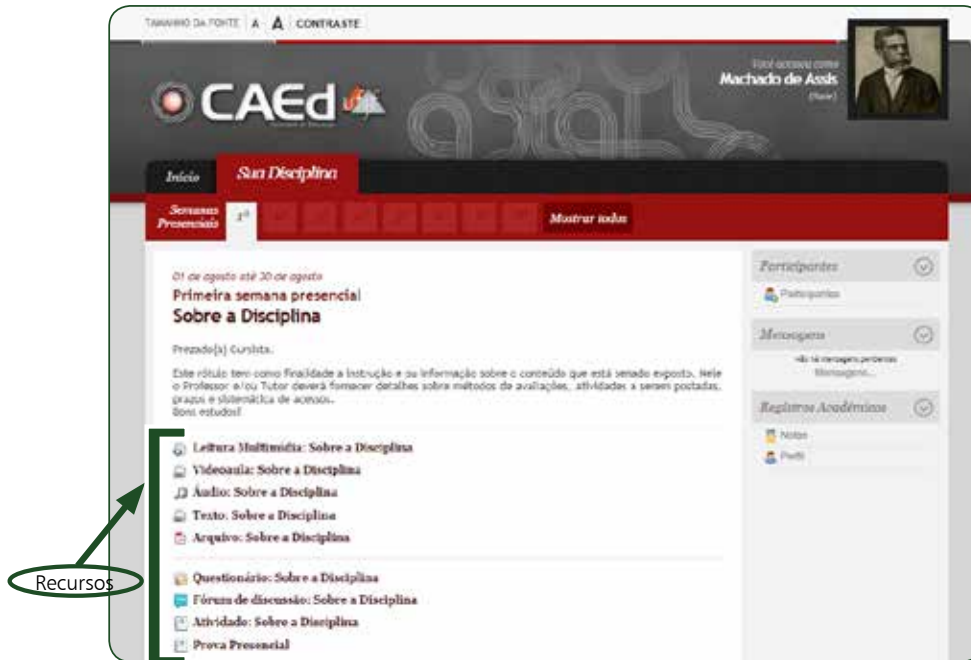 TAMANHO DA FONTE A A CONTRASTE
Você acessou como
Machado de Assis
CAEd ufjf
Início Sua Disciplina
Semanas
Presenciais 1ª Mostrar todas
01 de agosto até 30 de agosto
Primeira semana presencial
Sobre a Disciplina
Prezado(a) Cursista.
Este rótulo tem como finalidade a instrução e ou informação sobre o conteúdo que está sendo exposto. Nele
o Professor e/ou Tutor deverá fornecer detalhes sobre métodos de avaliações, atividades a serem postadas,
prazos e sistemática de acessos.
Bons estudos!
Leitura Multimídia: Sobre a Disciplina
Videoaula: Sobre a Disciplina
Áudio: Sobre a Disciplina
Texto: Sobre a Disciplina
Arquivo: Sobre a Disciplina
Questionário: Sobre a Disciplina
Fórum de discussão: Sobre a Disciplina
Atividade: Sobre a Disciplina
Prova Presencial
Participantes
Participantes
Mensagens
não há mensagens pendentes
Mensagens...
Registros Acadêmicos
Notas
Perfil
Recursos